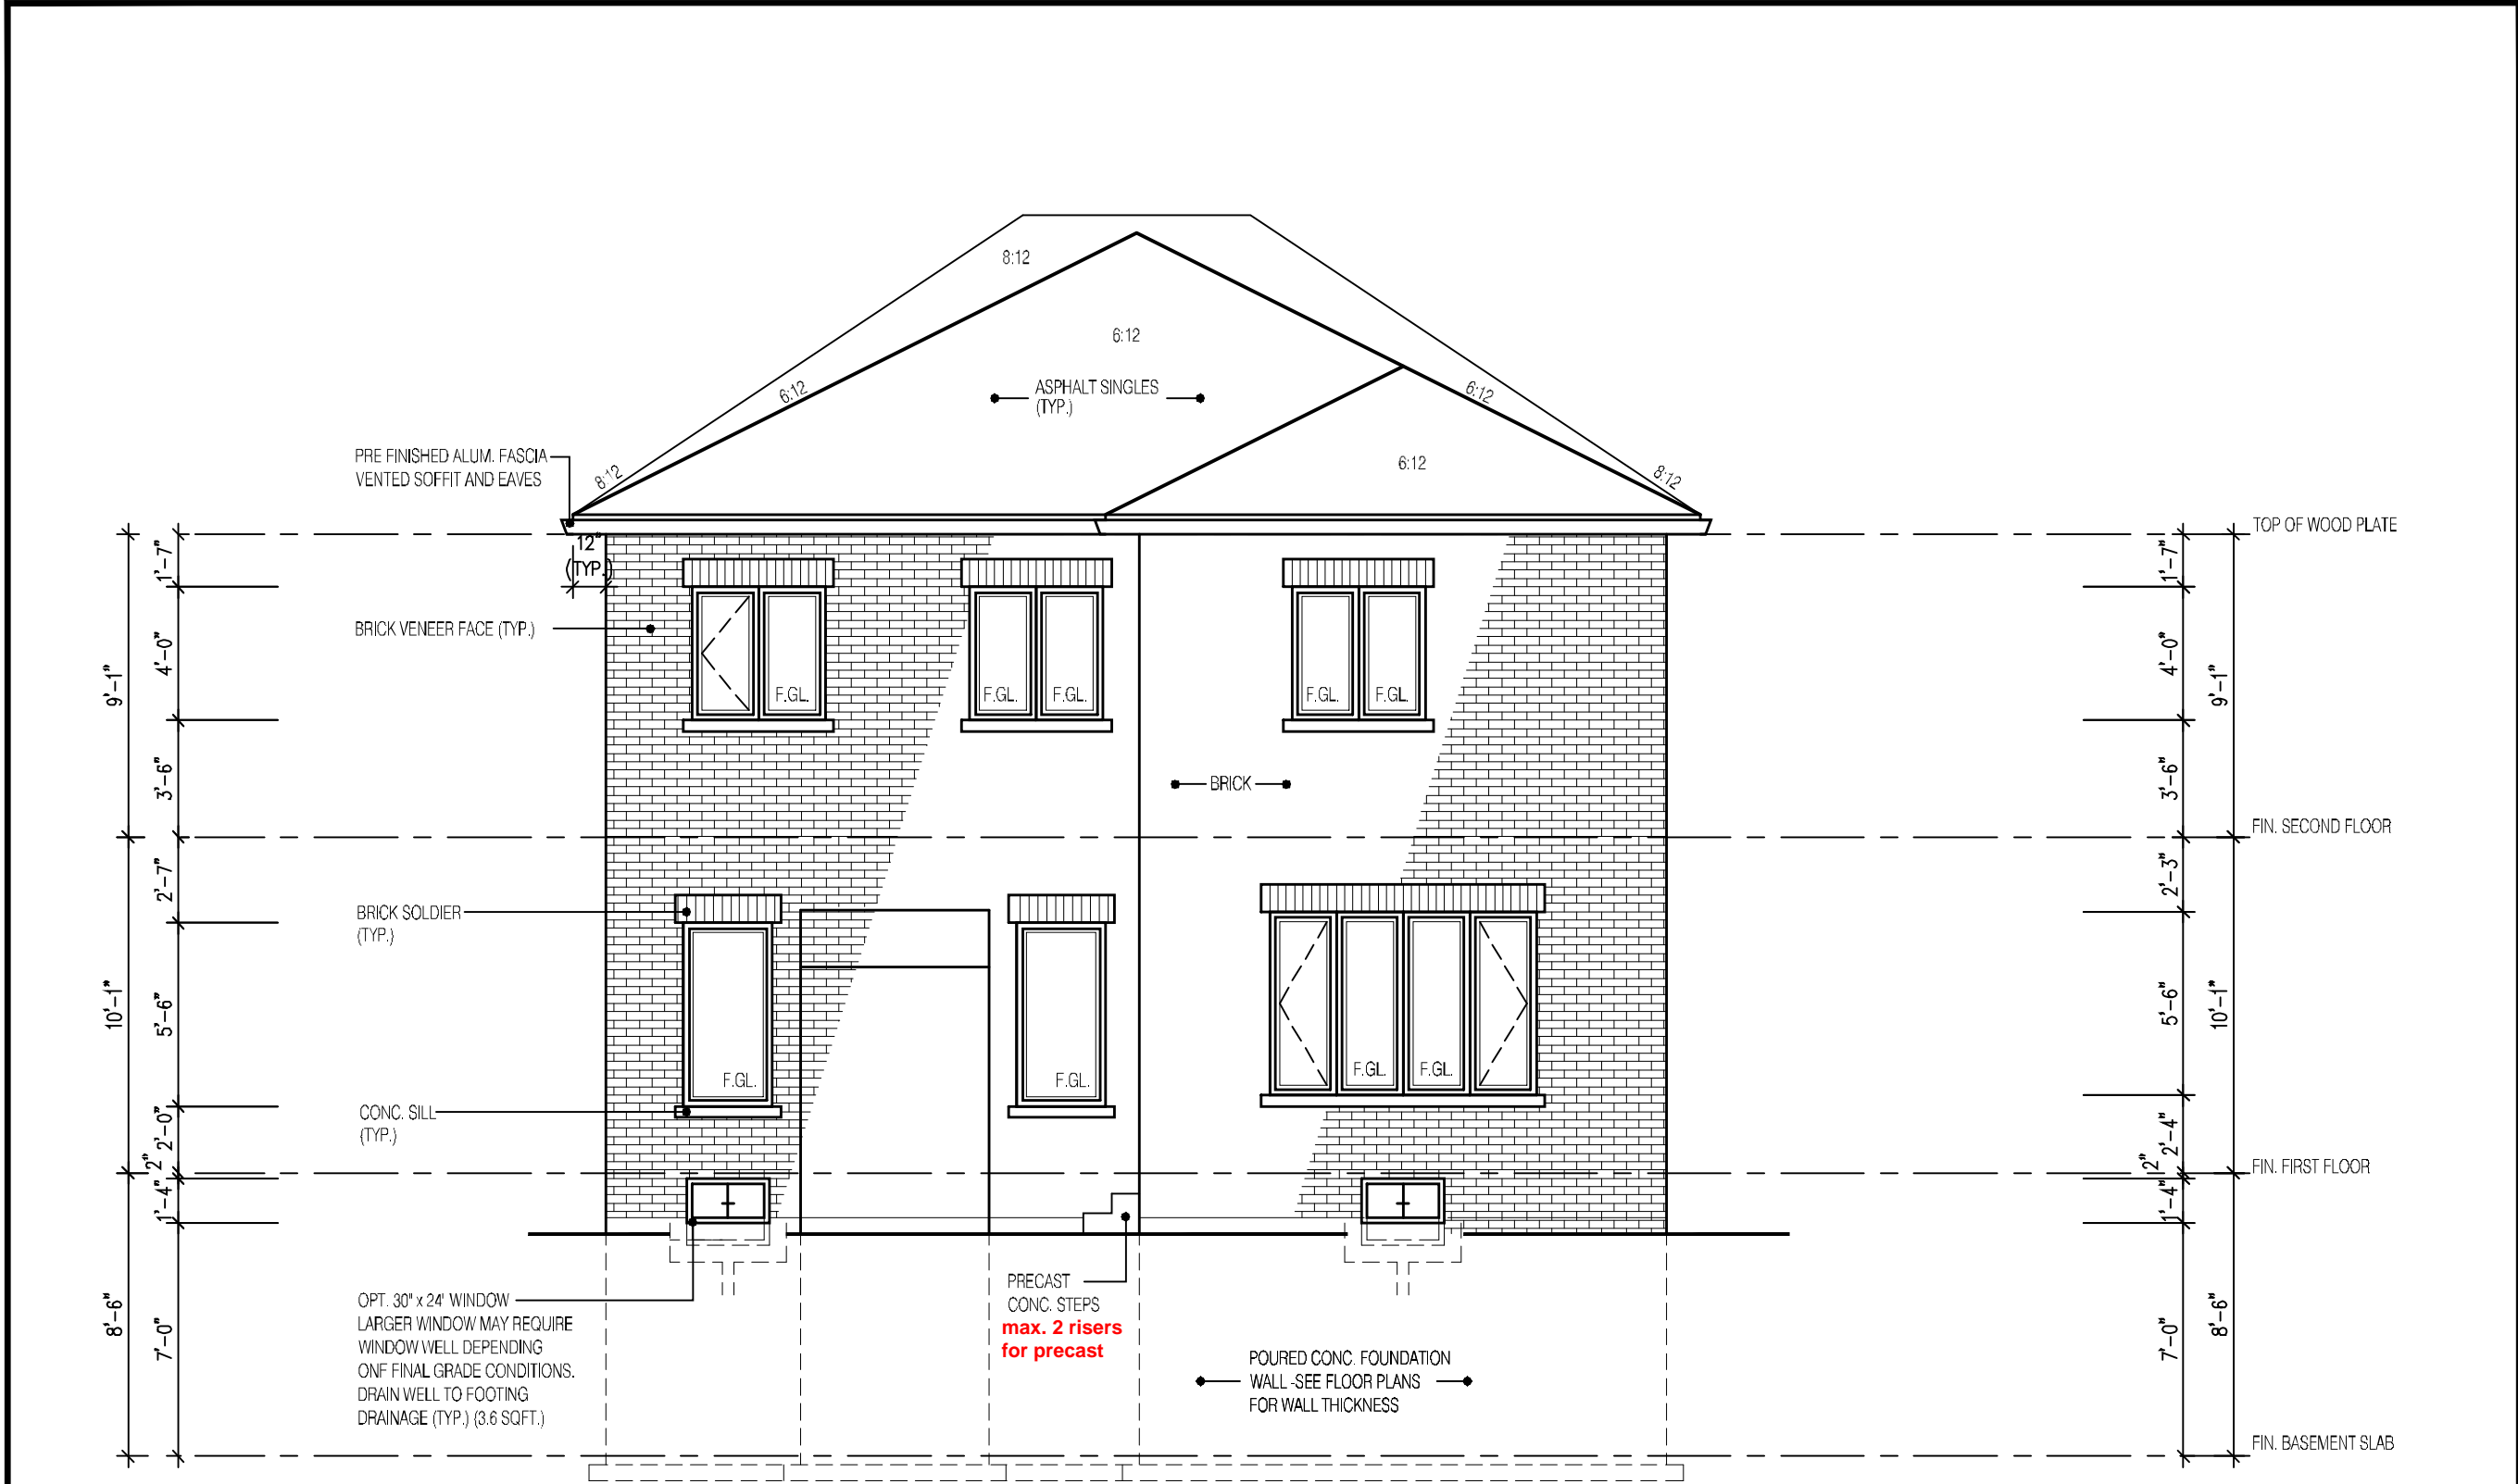 8:12
6:12
ASPHALT SINGLES
(TYP.)
6:12
6:12
6:12
8:12
8:12
PRE FINISHED ALUM. FASCIA
VENTED SOFFIT AND EAVES
12"
(TYP.)
TOP OF WOOD PLATE
1'-7"
4'-0"
3'-6"
9'-1"
BRICK VENEER FACE (TYP.)
F.GL.
F.GL.
F.GL.
F.GL.
F.GL.
1'-7"
4'-0"
3'-6"
9'-1"
BRICK
FIN. SECOND FLOOR
2'-7"
5'-6"
2'-0"
10'-1"
BRICK SOLDIER
(TYP.)
F.GL.
F.GL.
F.GL.
F.GL.
CONC. SILL
(TYP.)
2'-3"
5'-6"
2'-4"
10'-1"
FIN. FIRST FLOOR
2"
1'-4"
7'-0"
8'-6"
2"
1'-4"
7'-0"
8'-6"
OPT. 30" x 24' WINDOW
LARGER WINDOW MAY REQUIRE
WINDOW WELL DEPENDING
ONF FINAL GRADE CONDITIONS.
DRAIN WELL TO FOOTING
DRAINAGE (TYP.) (3.6 SQFT.)
PRECAST
CONC. STEPS
max. 2 risers
for precast
POURED CONC. FOUNDATION
WALL -SEE FLOOR PLANS
FOR WALL THICKNESS
FIN. BASEMENT SLAB